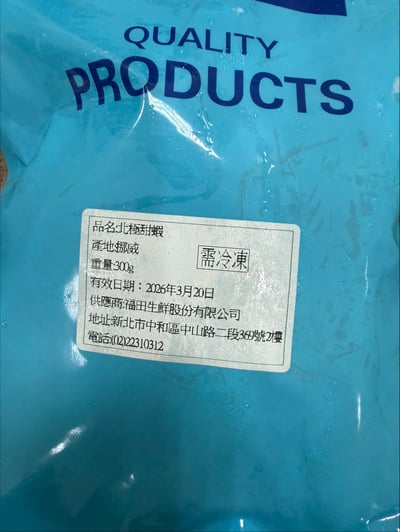 QUALITY
PRODUCTS
品名:北極甜蝦
產地:挪威
需冷凍
重量:300g
有效日期：2026年3月20日
供應商:福田生鮮股份有限公司
地址:新北市中和區中山路二段369號2樓
電話:(02)22310312